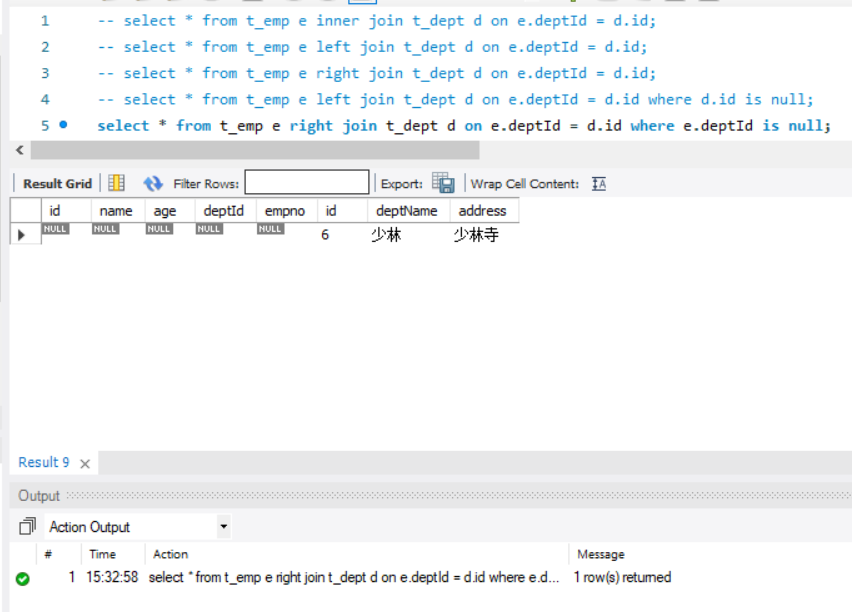 1 -- select * from t_emp e inner join t_dept d on e.deptId = d.id;
2 -- select * from t_emp e left join t_dept d on e.deptId = d.id;
3 -- select * from t_emp e right join t_dept d on e.deptId = d.id;
4 -- select * from t_emp e left join t_dept d on e.deptId = d.id where d.id is null;
5 select * from t_emp e right join t_dept d on e.deptId = d.id where e.deptId is null;
Result Grid Filter Rows: Export: Wrap Cell Content:
id name age deptId empno id deptName address
NULL NULL NULL NULL NULL 6 少林 少林寺
Result 9
Output
Action Output
# Time Action Message
1 15:32:58 select * from t_emp e right join t_dept d on e.deptId = d.id where e.d... 1 row(s) returned